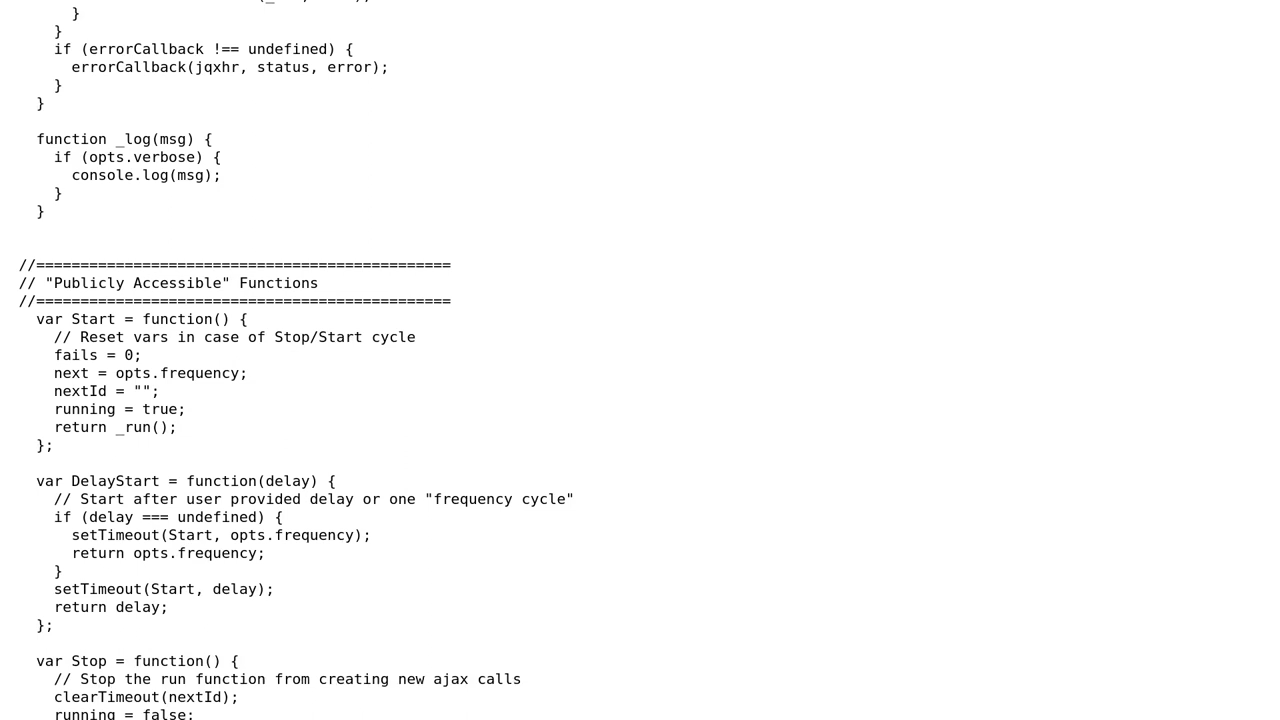 }
    }
    if (errorCallback !== undefined) {
      errorCallback(jqxhr, status, error);
    }
  }

  function _log(msg) {
    if (opts.verbose) {
      console.log(msg);
    }
  }


//===============================================
// "Publicly Accessible" Functions
//===============================================
  var Start = function() {
    // Reset vars in case of Stop/Start cycle
    fails = 0;
    next = opts.frequency;
    nextId = "";
    running = true;
    return _run();
  };

  var DelayStart = function(delay) {
    // Start after user provided delay or one "frequency cycle"
    if (delay === undefined) {
      setTimeout(Start, opts.frequency);
      return opts.frequency;
    }
    setTimeout(Start, delay);
    return delay;
  };

  var Stop = function() {
    // Stop the run function from creating new ajax calls
    clearTimeout(nextId);
    running = false;